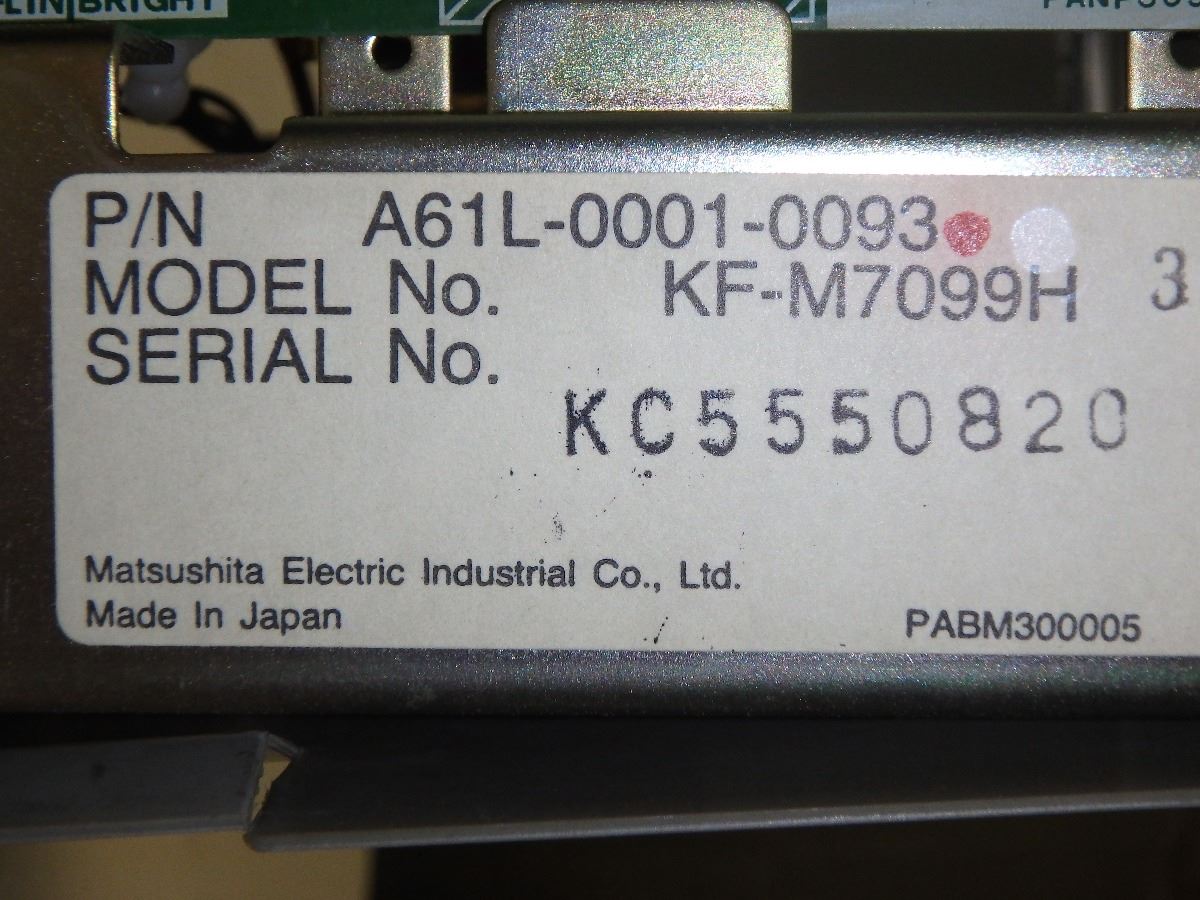 BRIGHT
P/N A61L-0001-0093
MODEL No. KF-M7099H 3
SERIAL No.
KC5550820
Matsushita Electric Industrial Co., Ltd.
Made In Japan PABM300005